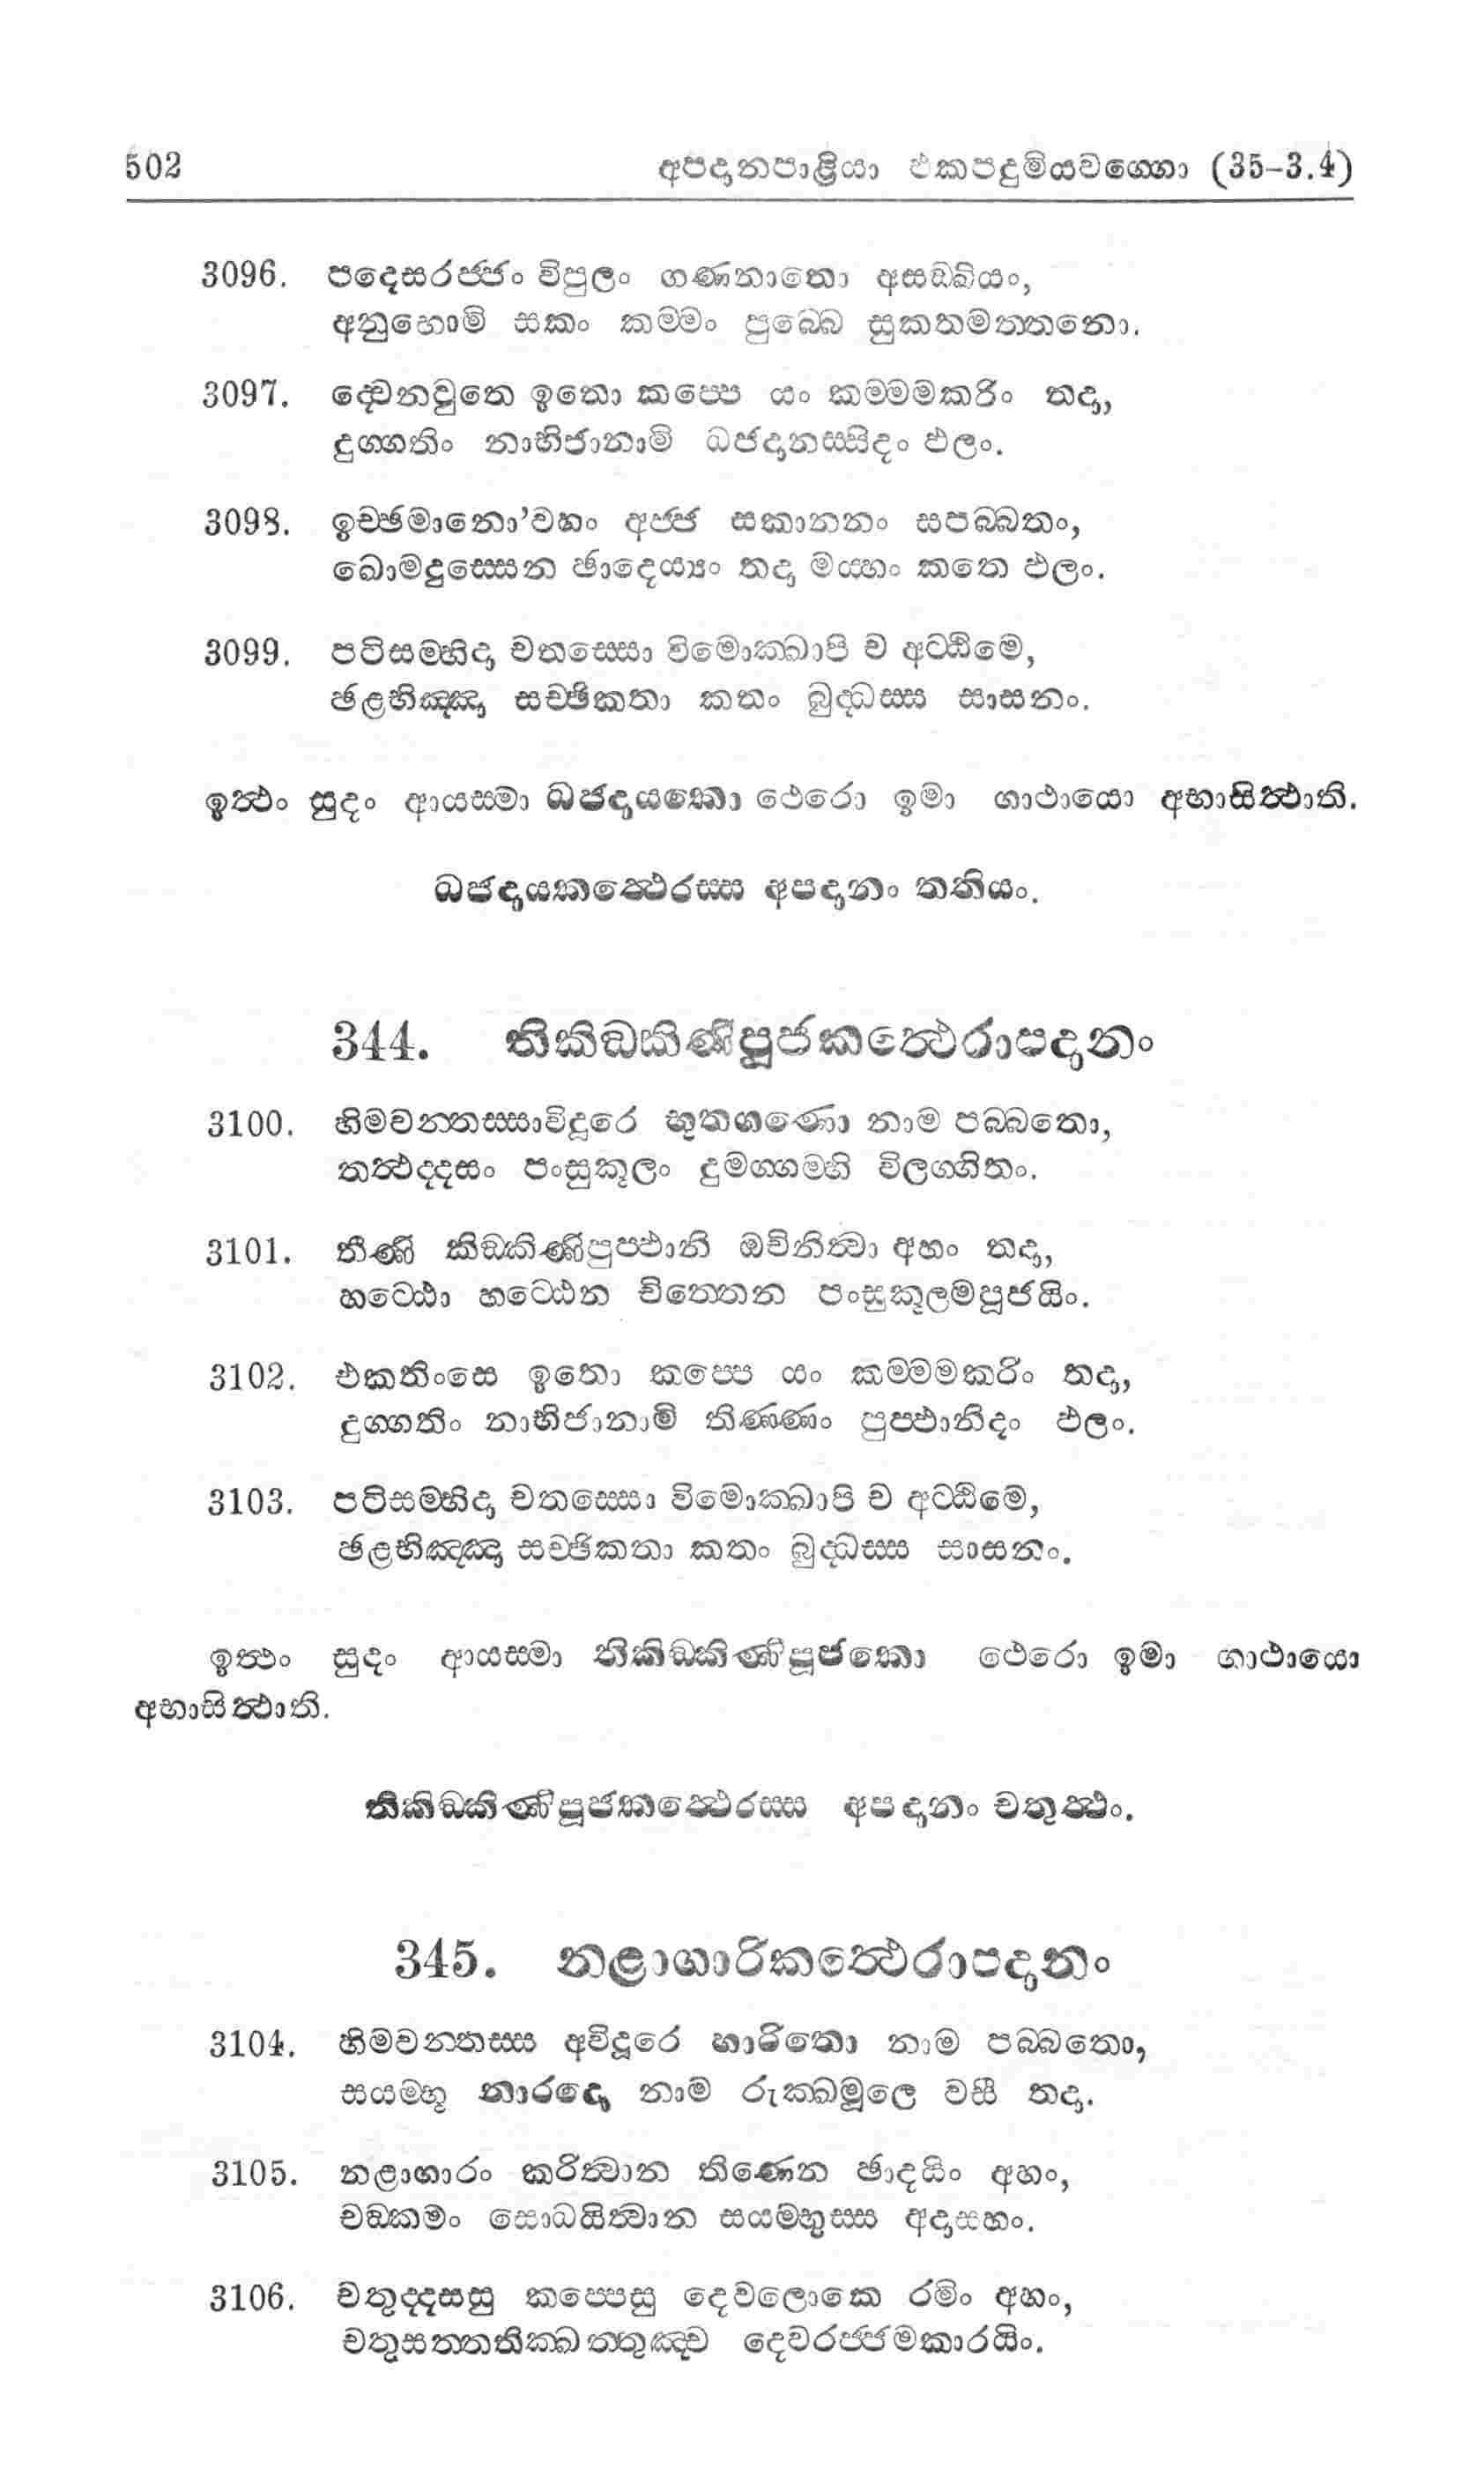 502 අපදානපාළියා ඒකපදුමියවග්ගො (35-3.4)
3096. පදෙසරජ්ජං විපුලං ගණනාතො අසඞ්ඛියං,
අනුභොමි සකං කම්මං පුබ්බෙ සුකතමත්තනො.
3097. ද්වෙනවුතෙ ඉතො කප්පෙ යං කම්මමකරිං තදා,
දුග්ගතිං නාභිජානාමි ධජදානස්සිදං ඵලං.
3098. ඉච්ඡමානො’වහං අජ්ජ සකානනං සපබ්බතං,
ඛොමදුස්සෙන ඡාදෙය්‍යං තදා මය්හං කතෙ ඵලං.
3099. පටිසම්භිදා චතස්සො විමොක්ඛාපි ච අට්ඨිමෙ,
ඡළභිඤ්ඤා සච්ඡිකතා කතං බුද්ධස්ස සාසනං.
ඉත්ථං සුදං ආයස්මා ධජදායකො ථෙරො ඉමා ගාථායො අභාසිත්ථාති.
ධජදායකත්ථෙරස්ස අපදානං තතියං.
344. තිකිඞ්කිණිපූජකත්ථෙරාපදානං
3100. හිමවන්තස්සාවිදූරෙ භූතගණො නාම පබ්බතො,
තත්ථද්දසං පංසුකූලං දුමග්ගම්හි විලග්ගිතං.
3101. තීණි කිඞ්කිණිපුප්ඵානි ඔචිනිත්වා අහං තදා,
හට්ඨො හට්ඨෙන චිත්තෙන පංසුකූලමපූජයිං.
3102. එකතිංසෙ ඉතො කප්පෙ යං කම්මමකරිං තදා,
දුග්ගතිං නාභිජානාමි තිණ්ණං පුප්ඵානිදං ඵලං.
3103. පටිසම්භිදා චතස්සො විමොක්ඛාපි ච අට්ඨිමෙ,
ඡළභිඤ්ඤා සච්ඡිකතා කතං බුද්ධස්ස සාසනං.
ඉත්ථං සුදං ආයස්මා තිකිඞ්කිණිපූජකො ථෙරො ඉමා ගාථායො
අභාසිත්ථාති.
තිකිඞ්කිණිපූජකත්ථෙරස්ස අපදානං චතුත්ථං.
345. නළාගාරිකත්ථෙරාපදානං
3104. හිමවන්තස්ස අවිදූරෙ හාරිතො නාම පබ්බතො,
සයම්භූ නාරදො නාම රුක්ඛමූලෙ වසී තදා.
3105. නළාගාරං කරිත්වාන තිණෙන ඡාදයිං අහං,
චඞ්කමං සොධයිත්වාන සයම්භුස්ස අදාසහං.
3106. චතුද්දසසු කප්පෙසු දෙවලොකෙ රමිං අහං,
චතුසත්තතික්ඛත්තුඤ්ච දෙවරජ්ජමකාරයිං.